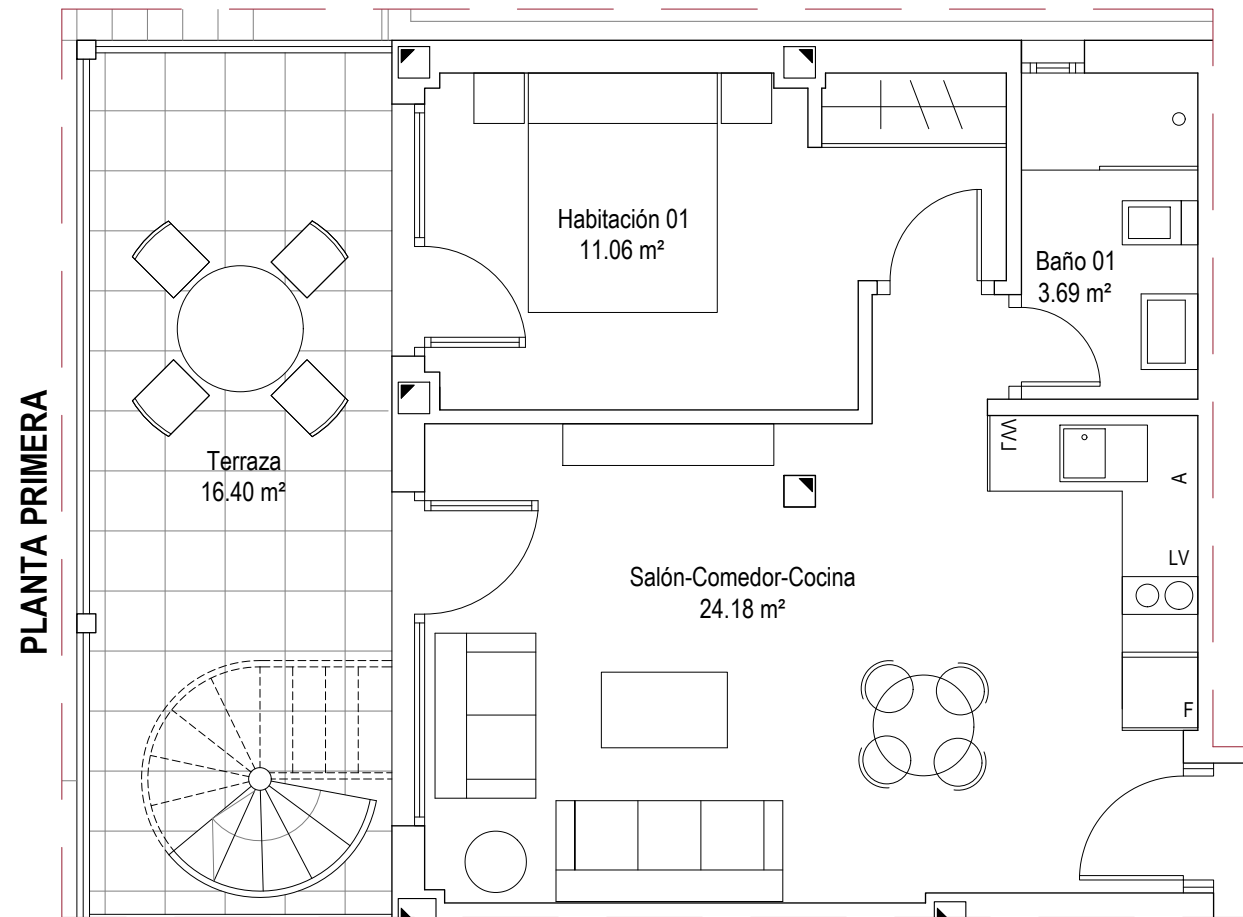 PLANTA PRIMERA
Habitación 01
11.06 m²
Baño 01
3.69 m²
Terraza
16.40 m²
LVV
A
LV
Salón-Comedor-Cocina
24.18 m²
F